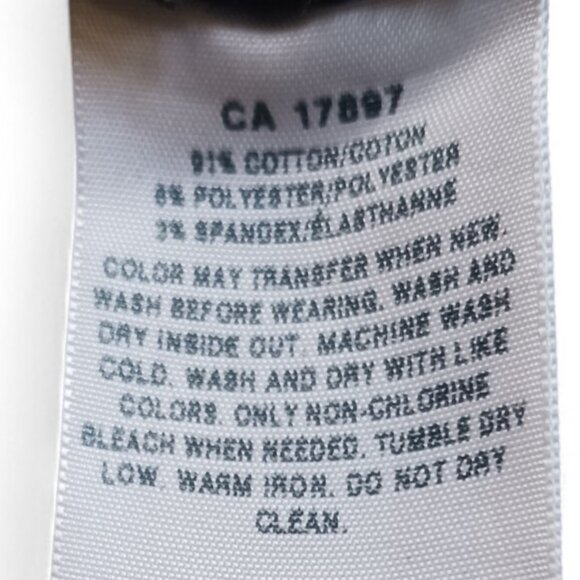 CA 17897
91% COTTON/COTON
6% POLYESTER/POLYESTER
3% SPANDEX/ÉLASTHANNE
COLOR MAY TRANSFER WHEN NEW.
WASH BEFORE WEARING. WASH AND
DRY INSIDE OUT. MACHINE WASH
COLD. WASH AND DRY WITH LIKE
COLORS. ONLY NON-CHLORINE
BLEACH WHEN NEEDED. TUMBLE DRY
LOW. WARM IRON. DO NOT DRY
CLEAN.